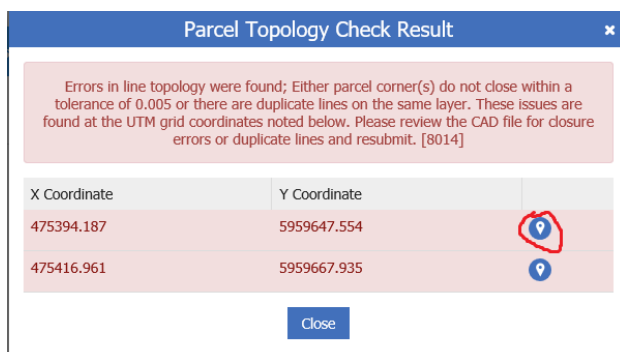 Parcel Topology Check Result
Errors in line topology were found; Either parcel corner(s) do not close within a
tolerance of 0.005 or there are duplicate lines on the same layer. These issues are
found at the UTM grid coordinates noted below. Please review the CAD file for closure
errors or duplicate lines and resubmit. [8014]
X Coordinate Y Coordinate
475394.187 5959647.554
475416.961 5959667.935
Close